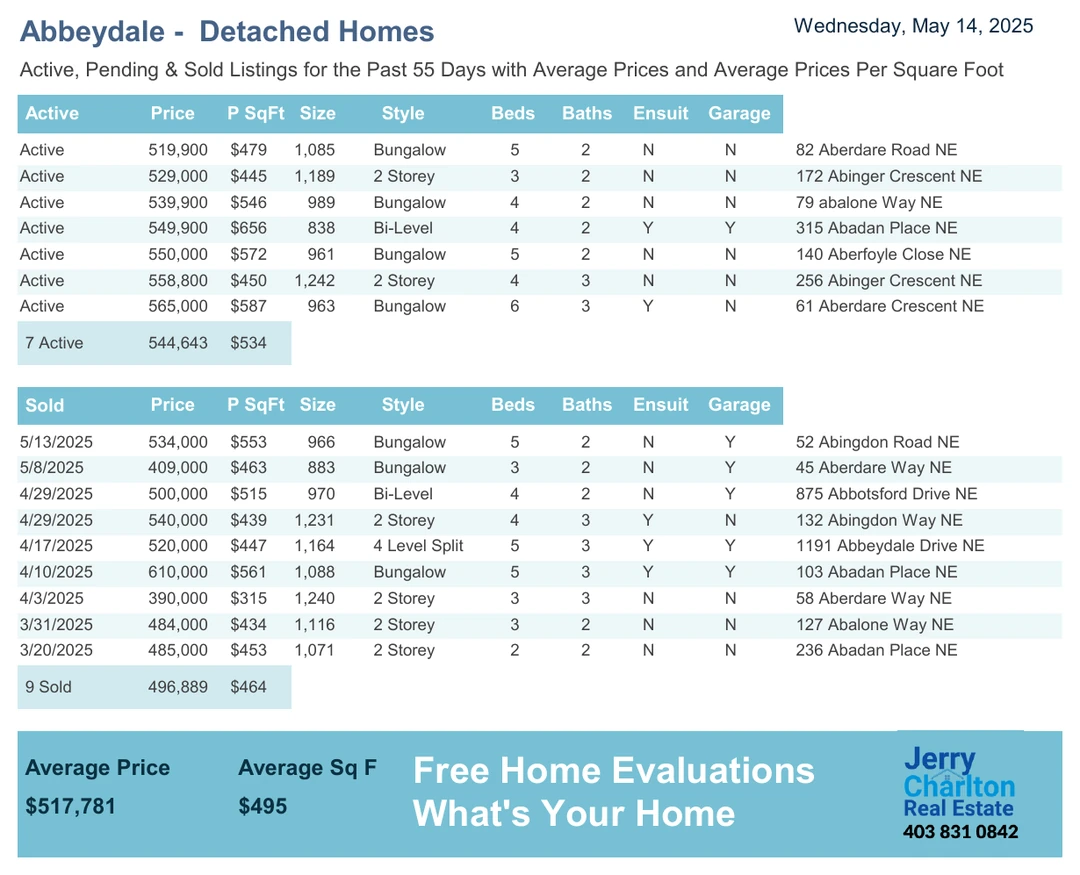 Abbeydale - Detached Homes
Wednesday, May 14, 2025
Active, Pending & Sold Listings for the Past 55 Days with Average Prices and Average Prices Per Square Foot
Active Price P SqFt Size Style Beds Baths Ensuit Garage
Active 519,900 $479 1,085 Bungalow 5 2 N N 82 Aberdare Road NE
Active 529,000 $445 1,189 2 Storey 3 2 N N 172 Abinger Crescent NE
Active 539,900 $546 989 Bungalow 4 2 N N 79 abalone Way NE
Active 549,900 $656 838 Bi-Level 4 2 Y Y 315 Abadan Place NE
Active 550,000 $572 961 Bungalow 5 2 N N 140 Aberfoyle Close NE
Active 558,800 $450 1,242 2 Storey 4 3 N N 256 Abinger Crescent NE
Active 565,000 $587 963 Bungalow 6 3 Y N 61 Aberdare Crescent NE
7 Active 544,643 $534
Sold Price P SqFt Size Style Beds Baths Ensuit Garage
5/13/2025 534,000 $553 966 Bungalow 5 2 N Y 52 Abingdon Road NE
5/8/2025 409,000 $463 883 Bungalow 3 2 N Y 45 Aberdare Way NE
4/29/2025 500,000 $515 970 Bi-Level 4 2 N Y 875 Abbotsford Drive NE
4/29/2025 540,000 $439 1,231 2 Storey 4 3 Y N 132 Abingdon Way NE
4/17/2025 520,000 $447 1,164 4 Level Split 5 3 Y Y 1191 Abbeydale Drive NE
4/10/2025 610,000 $561 1,088 Bungalow 5 3 Y Y 103 Abadan Place NE
4/3/2025 390,000 $315 1,240 2 Storey 3 3 N N 58 Aberdare Way NE
3/31/2025 484,000 $434 1,116 2 Storey 3 2 N N 127 Abalone Way NE
3/20/2025 485,000 $453 1,071 2 Storey 2 2 N N 236 Abadan Place NE
9 Sold 496,889 $464
Average Price Average Sq F
$517,781 $495
Free Home Evaluations
What's Your Home
Jerry
Charlton
Real Estate
403 831 0842